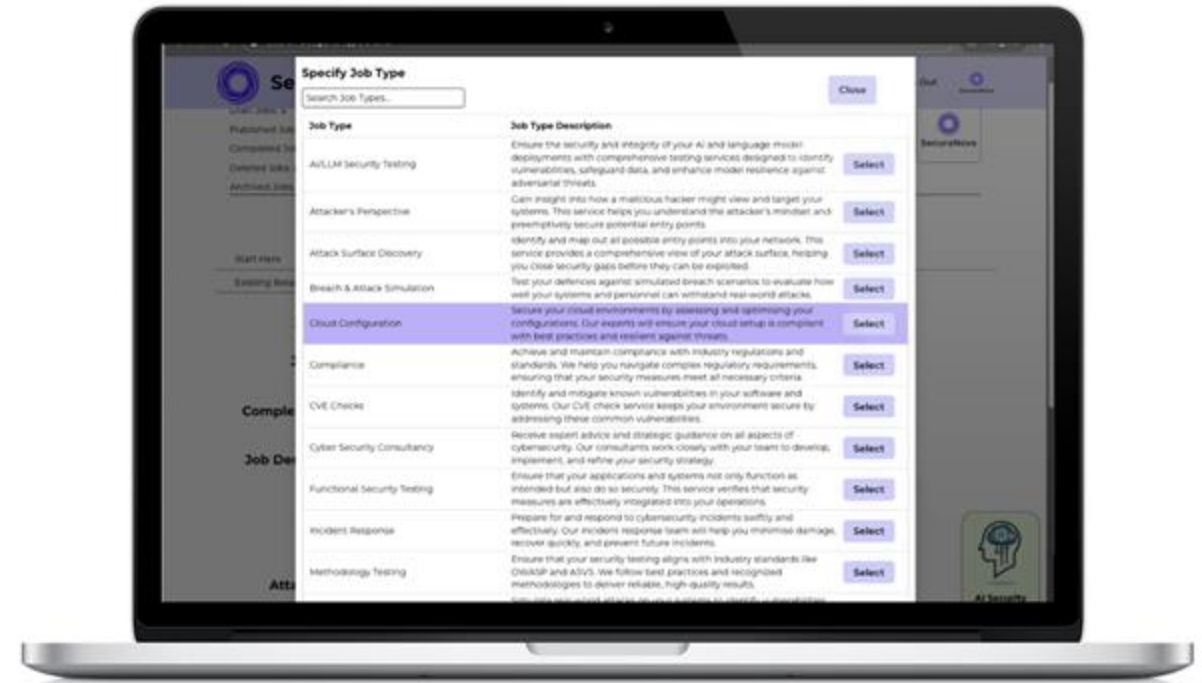 Se
Out
SecureNova
Published Job
Completed Jo
Deleted Jobs
Archived Jobs
Start Here
Existing
Comple
Job De
Atta
AI Security
Specify Job Type
Search Job Types...
Close
Job Type
Job Type Description
AI/LLM Security Testing
Ensure the security and integrity of your AI and language model
deployments with comprehensive testing services designed to identify
vulnerabilities, safeguard data, and enhance model resilience against
adversarial threats.
Select
Attacker's Perspective
Gain insight into how a malicious hacker might view and target your
systems. This service helps you understand the attacker's mindset and
preemptively secure potential entry points.
Select
Attack Surface Discovery
Identify and map out all possible entry points into your network. This
service provides a comprehensive view of your attack surface, helping
you close security gaps before they can be exploited.
Select
Breach & Attack Simulation
Test your defences against simulated breach scenarios to evaluate how
well your systems and personnel can withstand real-world attacks.
Select
Cloud Configuration
Secure your cloud environments by assessing and optimising your
configurations. Our experts will ensure your cloud setup is compliant
with best practices and resilient against threats.
Select
Compliance
Achieve and maintain compliance with industry regulations and
standards. We help you navigate complex regulatory requirements,
ensuring that your security measures meet all necessary criteria.
Select
CVE Checks
Identify and mitigate known vulnerabilities in your software and
systems. Our CVE check service keeps your environment secure by
addressing these common vulnerabilities.
Select
Cyber Security Consultancy
Receive expert advice and strategic guidance on all aspects of
cybersecurity. Our consultants work closely with your team to develop,
implement, and refine your security strategy.
Select
Functional Security Testing
Ensure that your applications and systems not only function as
intended but also do so securely. This service verifies that security
measures are effectively integrated into your operations.
Select
Incident Response
Prepare for and respond to cybersecurity incidents swiftly and
effectively. Our incident response team will help you minimise damage,
recover quickly, and prevent future incidents.
Select
Methodology Testing
Ensure that your security testing aligns with industry standards like
OWASP and ASVS. We follow best practices and recognized
methodologies to deliver reliable, high-quality results.
Select